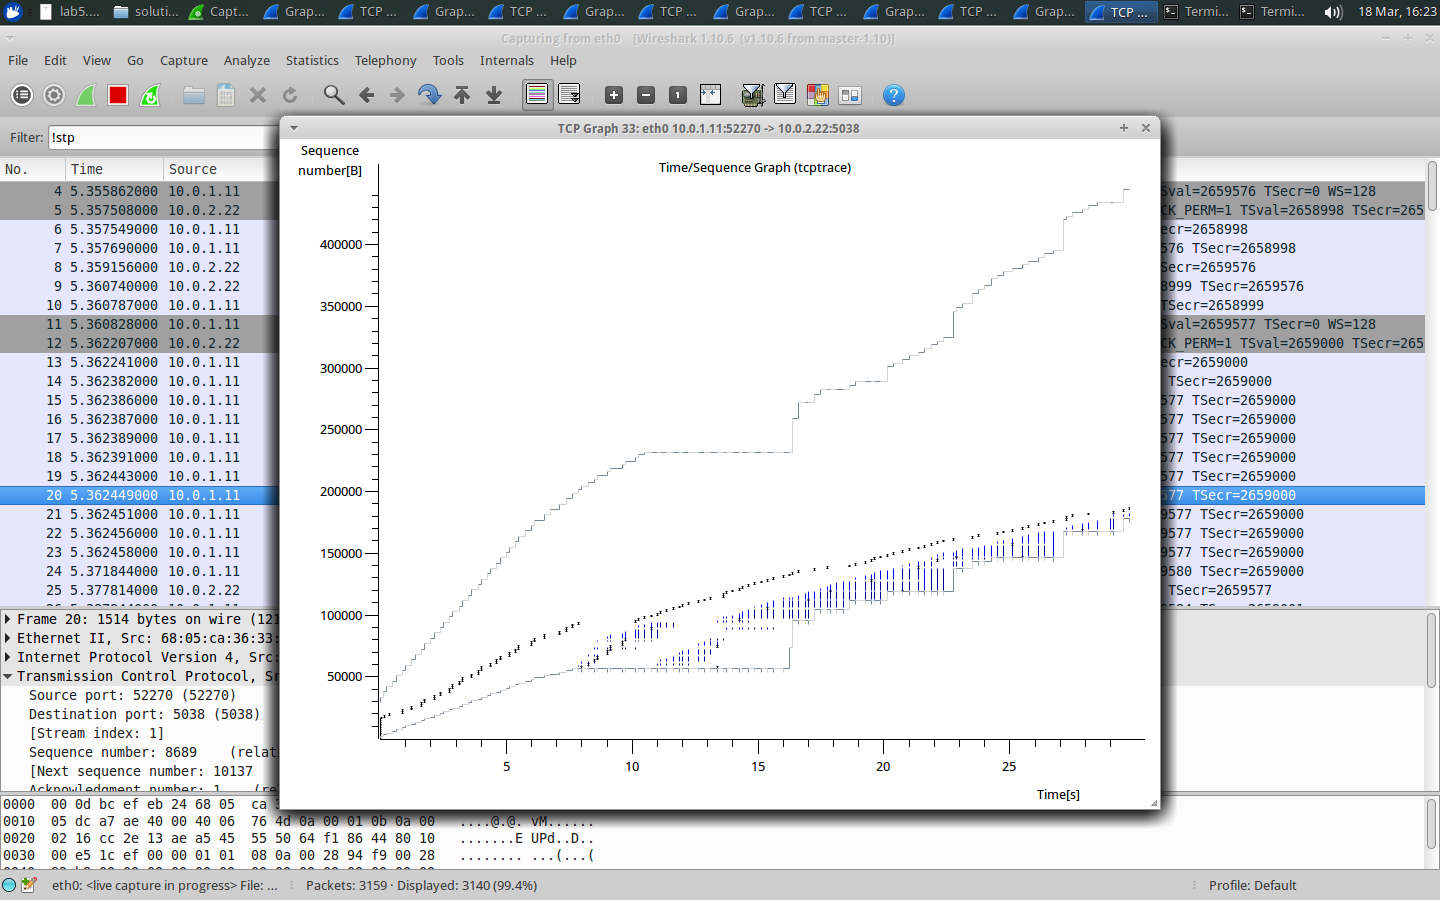 lab5.... soluti... Capt... Grap... TCP ... Grap... TCP ... Grap... TCP ... Grap... TCP ... Grap... TCP ... Grap... TCP ... Termi... Termi... 18 Mar, 16:23
Capturing from eth0 [Wireshark 1.10.6 (v1.10.6 from master-1.10)]
File Edit View Go Capture Analyze Statistics Telephony Tools Internals Help
Filter: !stp
No. Time Source
4 5.355862000 10.0.1.11 Sval=2659576 TSecr=0 WS=128
5 5.357508000 10.0.2.22 CK_PERM=1 TSval=2658998 TSecr=265
6 5.357549000 10.0.1.11 ecr=2658998
7 5.357690000 10.0.1.11 576 TSecr=2658998
8 5.359156000 10.0.2.22 Secr=2659576
9 5.360740000 10.0.2.22 8999 TSecr=2659576
10 5.360787000 10.0.1.11 TSecr=2658999
11 5.360828000 10.0.1.11 Sval=2659577 TSecr=0 WS=128
12 5.362207000 10.0.2.22 CK_PERM=1 TSval=2659000 TSecr=265
13 5.362241000 10.0.1.11 ecr=2659000
14 5.362382000 10.0.1.11 TSecr=2659000
15 5.362386000 10.0.1.11 577 TSecr=2659000
16 5.362387000 10.0.1.11 577 TSecr=2659000
17 5.362389000 10.0.1.11 577 TSecr=2659000
18 5.362391000 10.0.1.11 577 TSecr=2659000
19 5.362443000 10.0.1.11 577 TSecr=2659000
20 5.362449000 10.0.1.11 577 TSecr=2659000
21 5.362451000 10.0.1.11 9577 TSecr=2659000
22 5.362456000 10.0.1.11 9577 TSecr=2659000
23 5.362458000 10.0.1.11 9577 TSecr=2659000
24 5.371844000 10.0.1.11 9580 TSecr=2659000
25 5.377814000 10.0.2.22 TSecr=2659577
TCP Graph 33: eth0 10.0.1.11:52270 -> 10.0.2.22:5038
Sequence
number[B]
Time/Sequence Graph (tcptrace)
400000
350000
300000
250000
200000
150000
100000
50000
5 10 15 20 25
Time[s]
Frame 20: 1514 bytes on wire (121
Ethernet II, Src: 68:05:ca:36:33:
Internet Protocol Version 4, Src:
Transmission Control Protocol, Sr
Source port: 52270 (52270)
Destination port: 5038 (5038)
[Stream index: 1]
Sequence number: 8689 (relat
[Next sequence number: 10137
Acknowledgment number: 1 (re
0000 00 0d bc ef eb 24 68 05 ca 3
0010 05 dc a7 ae 40 00 40 06 76 4d 0a 00 01 0b 0a 00 ....@.@. vM......
0020 02 16 cc 2e 13 ae a5 45 55 50 64 f1 86 44 80 10 .......E UPd..D..
0030 00 e5 1c ef 00 00 01 01 08 0a 00 28 94 f9 00 28 ........ ...(...(
eth0: <live capture in progress> File: ... Packets: 3159 · Displayed: 3140 (99.4%) Profile: Default